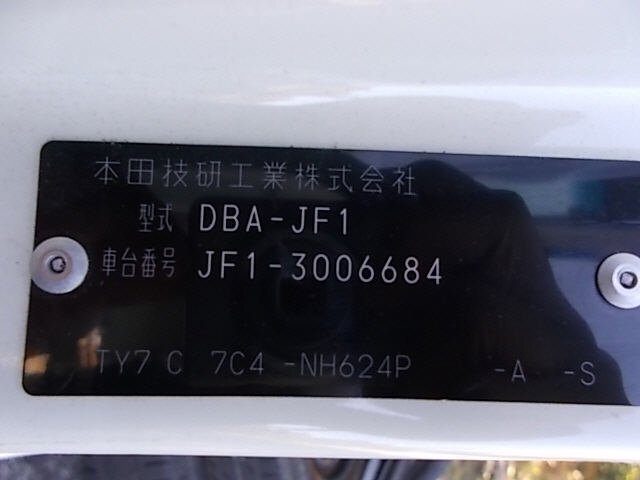 本田技研工業株式会社
型式 DBA-JF1
車台番号 JF1-3006684
TY7 C 7C4 -NH624P -A -S